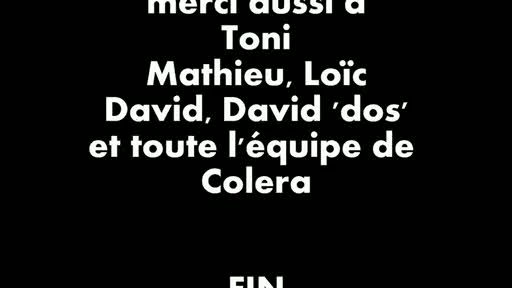 merci aussi à
Toni
Mathieu, Loïc
David, David 'dos'
et toute l'équipe de
Colera
FIN